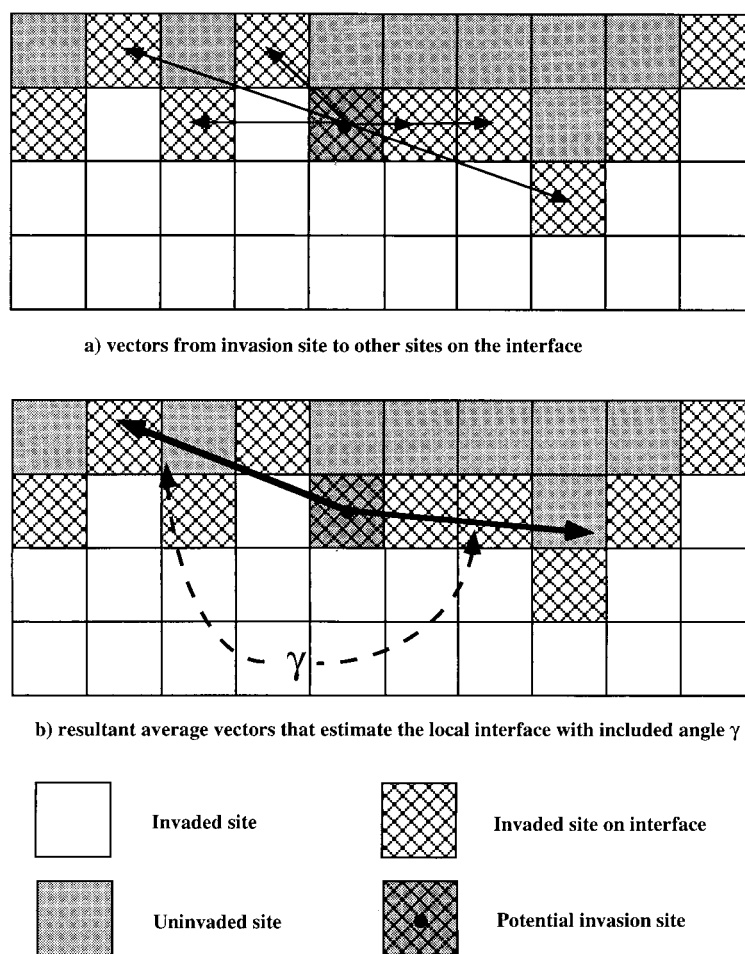 a) vectors from invasion site to other sites on the interface
γ
b) resultant average vectors that estimate the local interface with included angle γ
Invaded site
Invaded site on interface
Uninvaded site
Potential invasion site